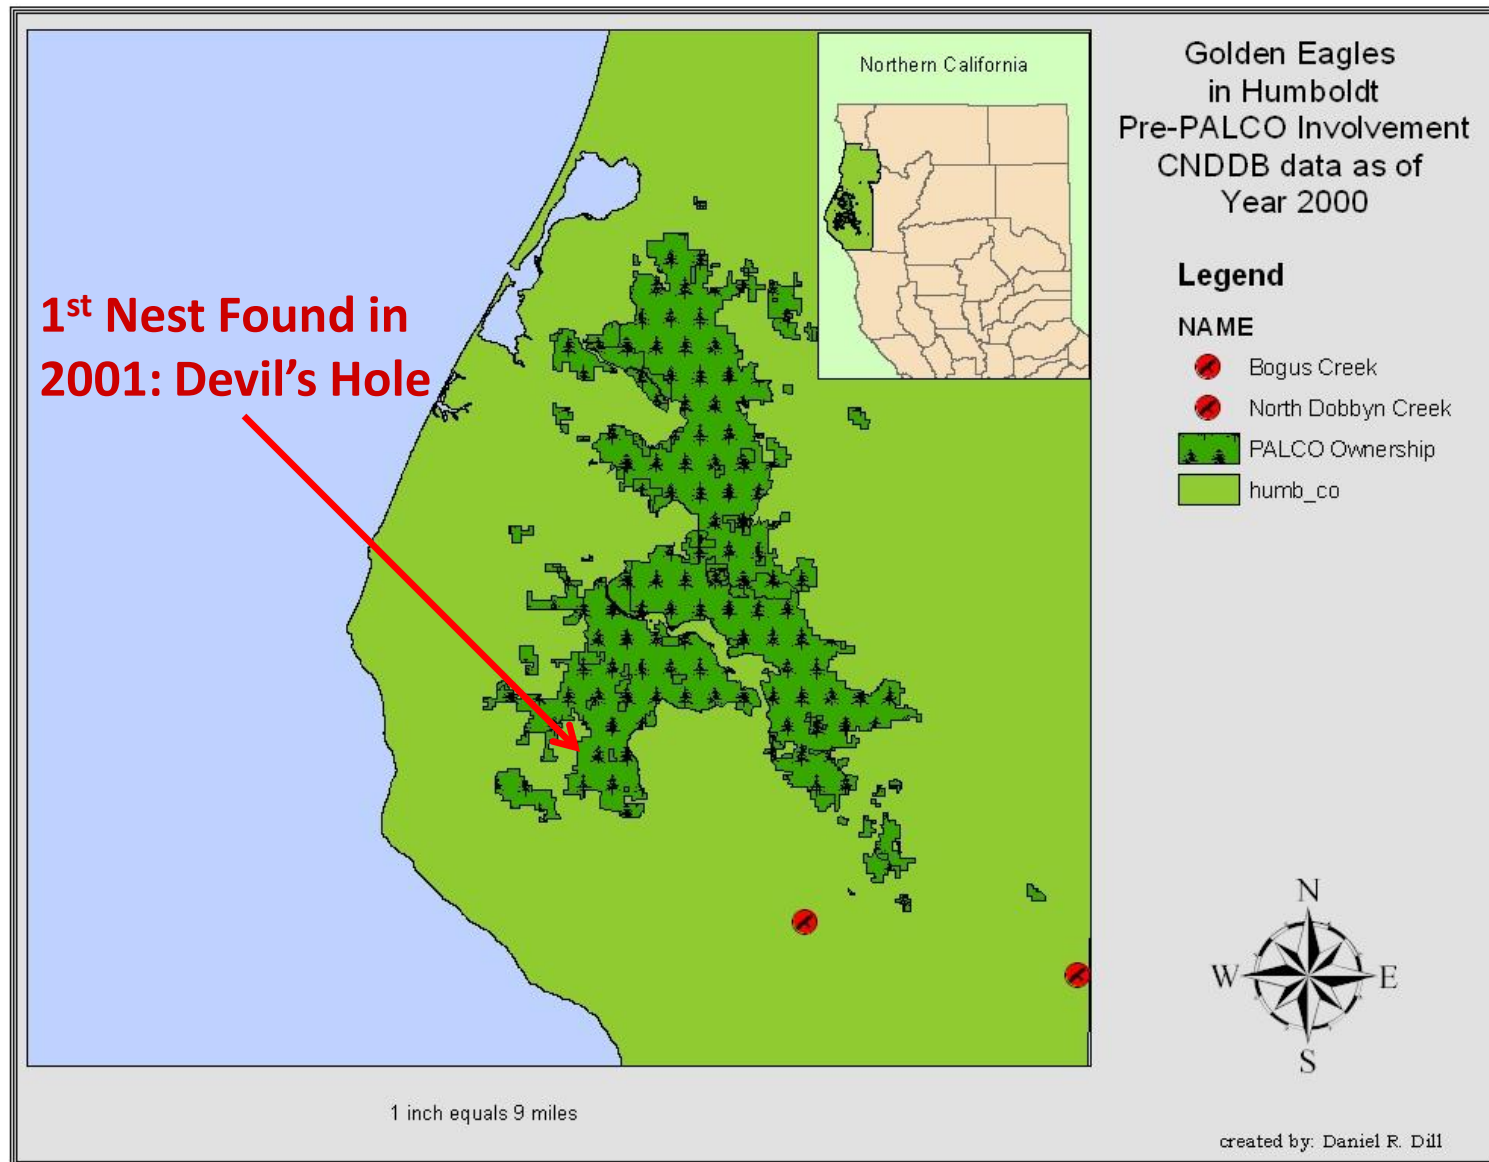 Golden Eagles
in Humboldt
Pre-PALCO Involvement
CNDDB data as of
Year 2000
Northern California
1st Nest Found in
2001: Devil’s Hole
Legend
NAME
Bogus Creek
North Dobbyn Creek
PALCO Ownership
humb_co
N
W
E
S
1 inch equals 9 miles
created by: Daniel R. Dill